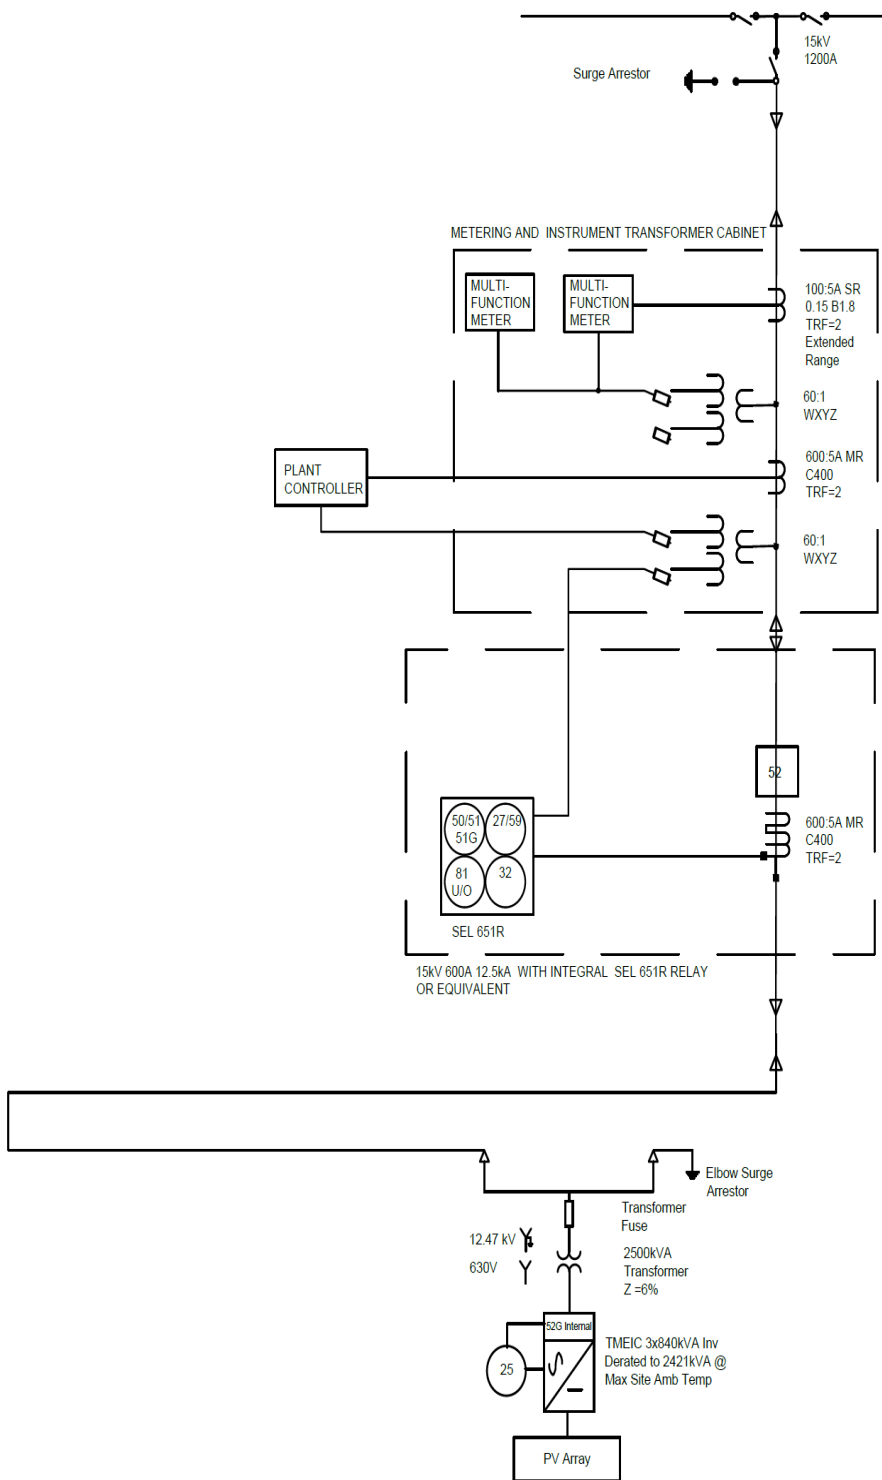 15kV
1200A
Surge Arrestor
METERING AND INSTRUMENT TRANSFORMER CABINET
MULTI-
FUNCTION
METER
MULTI-
FUNCTION
METER
100:5A SR
0.15 B1.8
TRF=2
Extended
Range
60:1
WXYZ
600:5A MR
C400
TRF=2
PLANT
CONTROLLER
60:1
WXYZ
52
50/51
51G
27/59
81
U/O
32
SEL 651R
600:5A MR
C400
TRF=2
15kV 600A 12.5kA WITH INTEGRAL SEL 651R RELAY
OR EQUIVALENT
Elbow Surge
Arrestor
Transformer
Fuse
12.47 kV
630V
2500kVA
Transformer
Z =6%
52G Internal
25
TMEIC 3x840kVA Inv
Derated to 2421kVA @
Max Site Amb Temp
PV Array